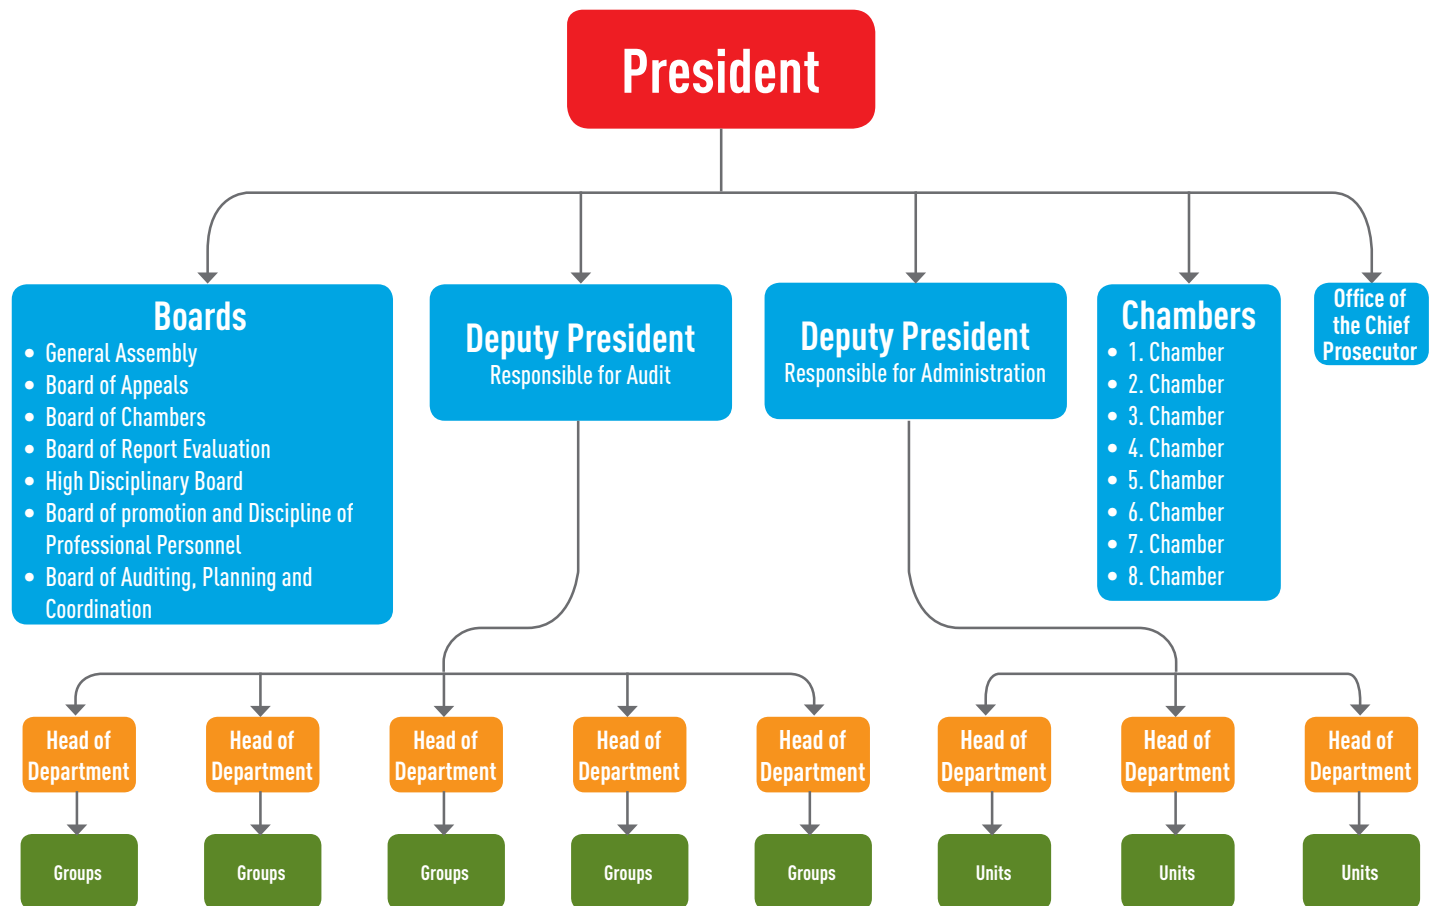 President
Boards
• General Assembly
• Board of Appeals
• Board of Chambers
• Board of Report Evaluation
• High Disciplinary Board
• Board of promotion and Discipline of
Professional Personnel
• Board of Auditing, Planning and
Coordination
Deputy President
Responsible for Audit
Deputy President
Responsible for Administration
Chambers
• 1. Chamber
• 2. Chamber
• 3. Chamber
• 4. Chamber
• 5. Chamber
• 6. Chamber
• 7. Chamber
• 8. Chamber
Office of
the Chief
Prosecutor
Head of
Department
Head of
Department
Head of
Department
Head of
Department
Head of
Department
Head of
Department
Head of
Department
Head of
Department
Groups
Groups
Groups
Groups
Groups
Units
Units
Units